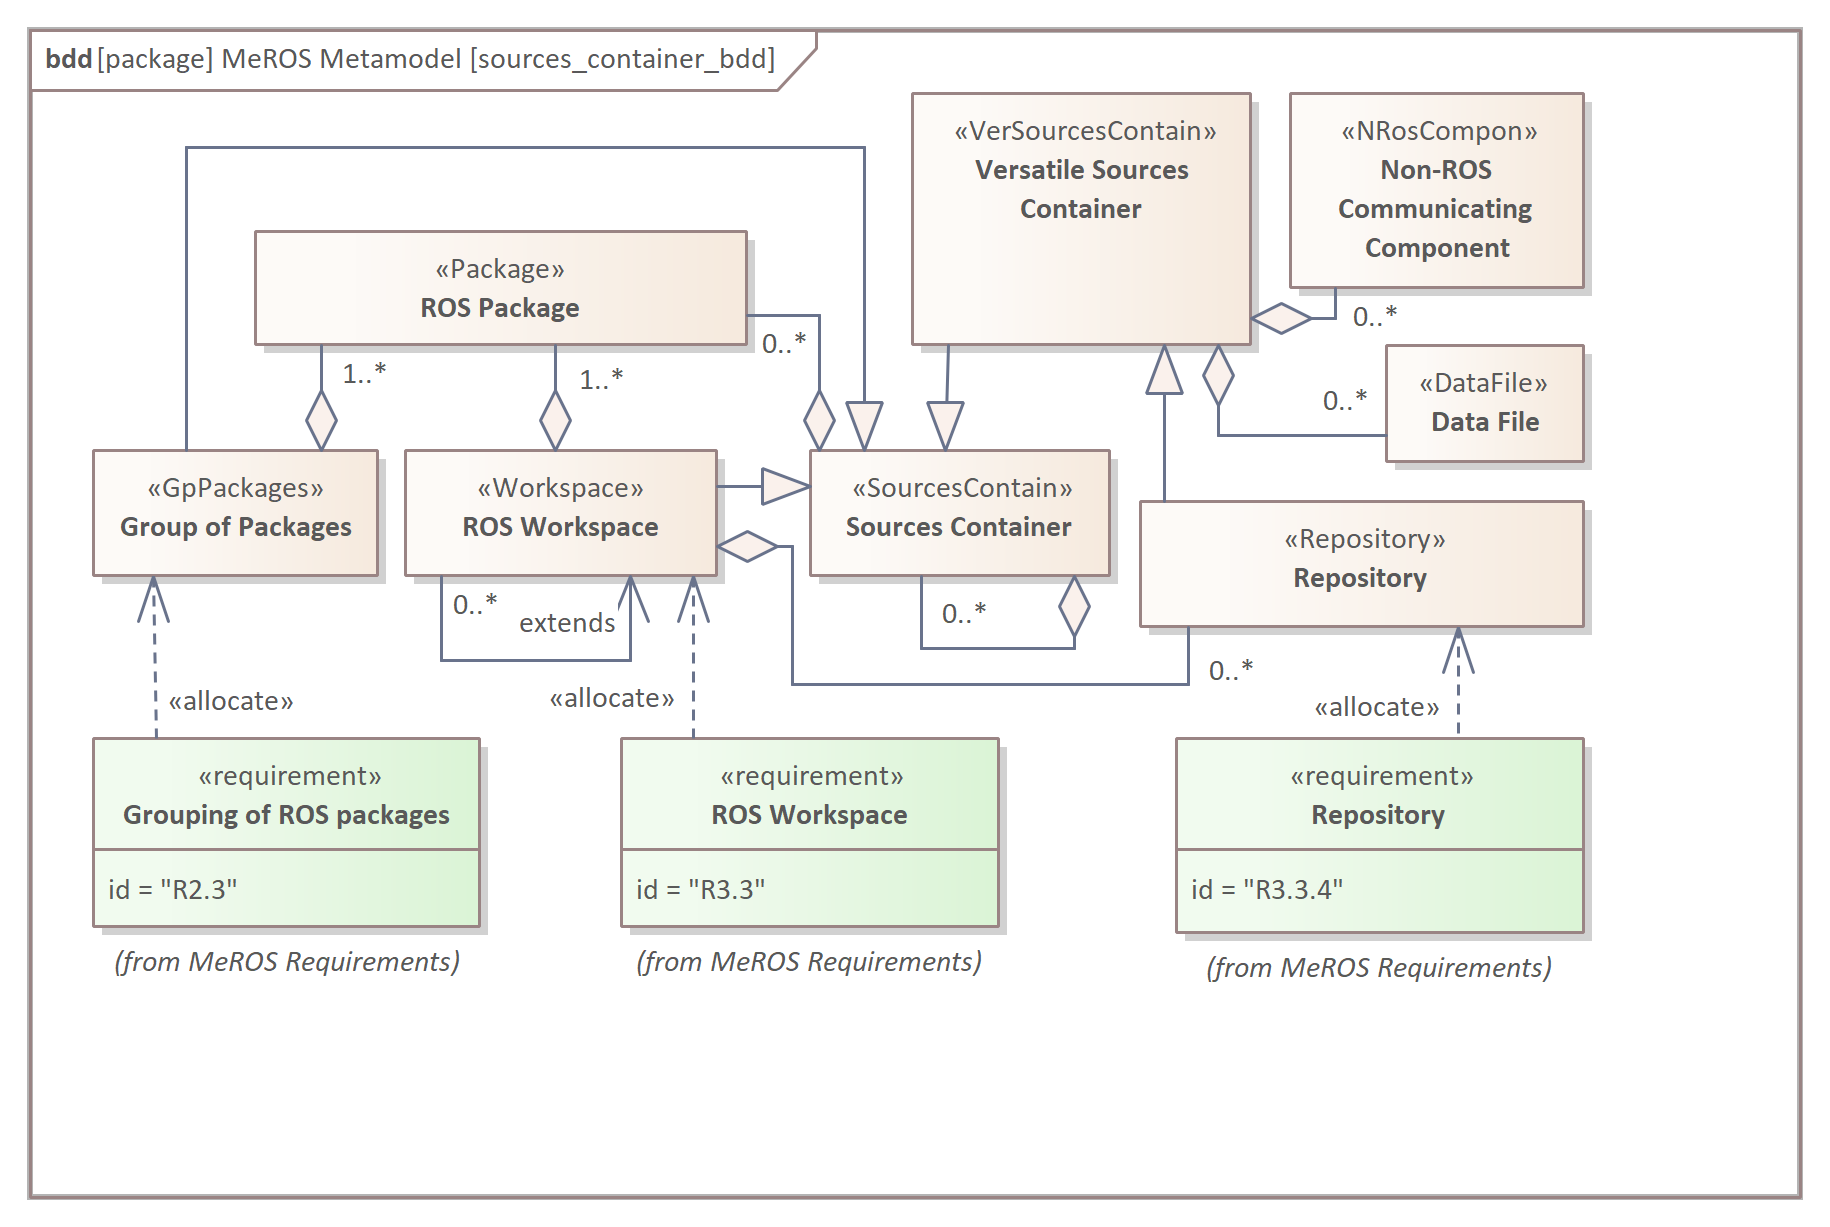 bdd [package] MeROS Metamodel [sources_container_bdd]
«VerSourcesContain»
Versatile Sources
Container
«NRosCompon»
Non-ROS
Communicating
Component
«Package»
ROS Package
0..*
0..*
1..*
1..*
0..*
«DataFile»
Data File
«GpPackages»
Group of Packages
«Workspace»
ROS Workspace
«SourcesContain»
Sources Container
«Repository»
Repository
0..*
extends
0..*
0..*
«allocate»
«allocate»
«allocate»
«requirement»
Grouping of ROS packages
id = "R2.3"
(from MeROS Requirements)
«requirement»
ROS Workspace
id = "R3.3"
(from MeROS Requirements)
«requirement»
Repository
id = "R3.3.4"
(from MeROS Requirements)